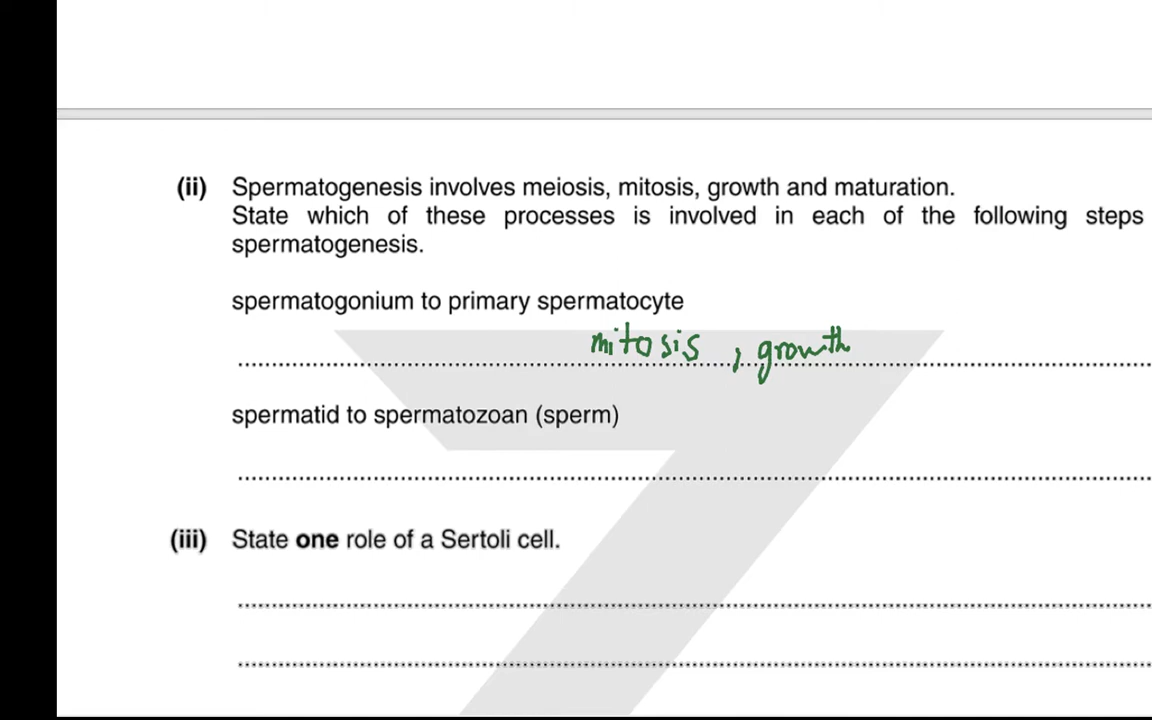 (ii) Spermatogenesis involves meiosis, mitosis, growth and maturation.
State which of these processes is involved in each of the following steps
spermatogenesis.
spermatogonium to primary spermatocyte
mitosis, growth
spermatid to spermatozoan (sperm)
(iii) State one role of a Sertoli cell.